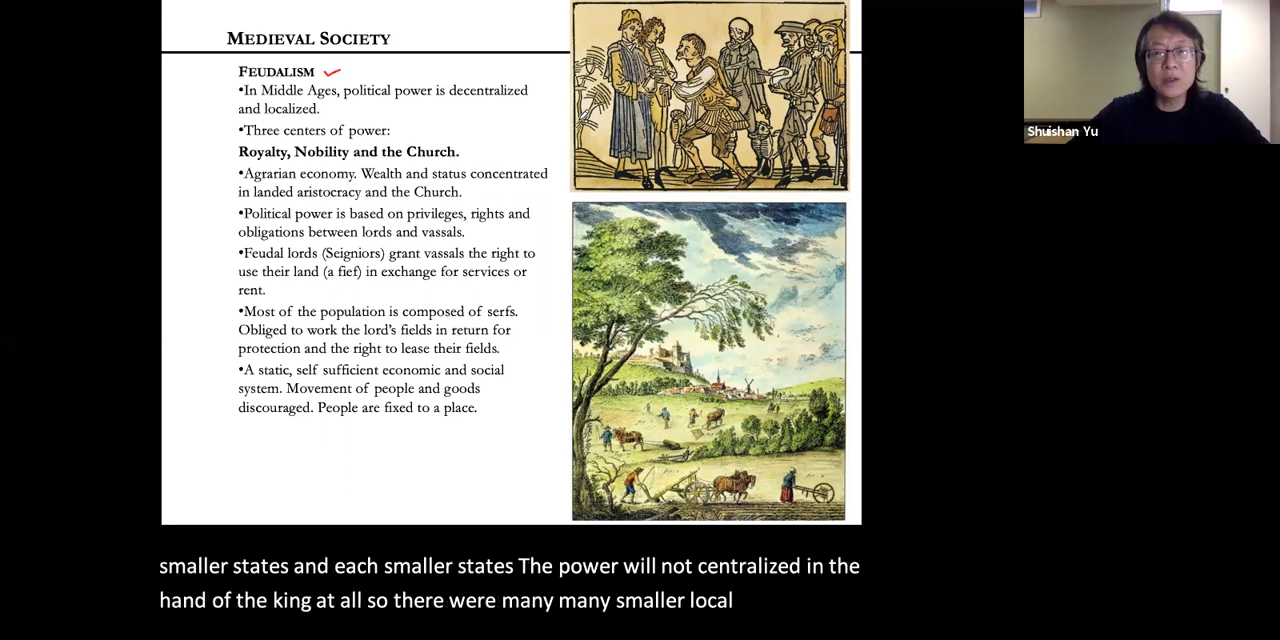 MEDIEVAL SOCIETY
FEUDALISM
•In Middle Ages, political power is decentralized
and localized.
•Three centers of power:
Royalty, Nobility and the Church.
•Agrarian economy. Wealth and status concentrated
in landed aristocracy and the Church.
•Political power is based on privileges, rights and
obligations between lords and vassals.
•Feudal lords (Seigniors) grant vassals the right to
use their land (a fief) in exchange for services or
rent.
•Most of the population is composed of serfs.
Obliged to work the lord's fields in return for
protection and the right to lease their fields.
•A static, self sufficient economic and social
system. Movement of people and goods
discouraged. People are fixed to a place.
Shuishan Yu
smaller states and each smaller states The power will not centralized in the
hand of the king at all so there were many many smaller local